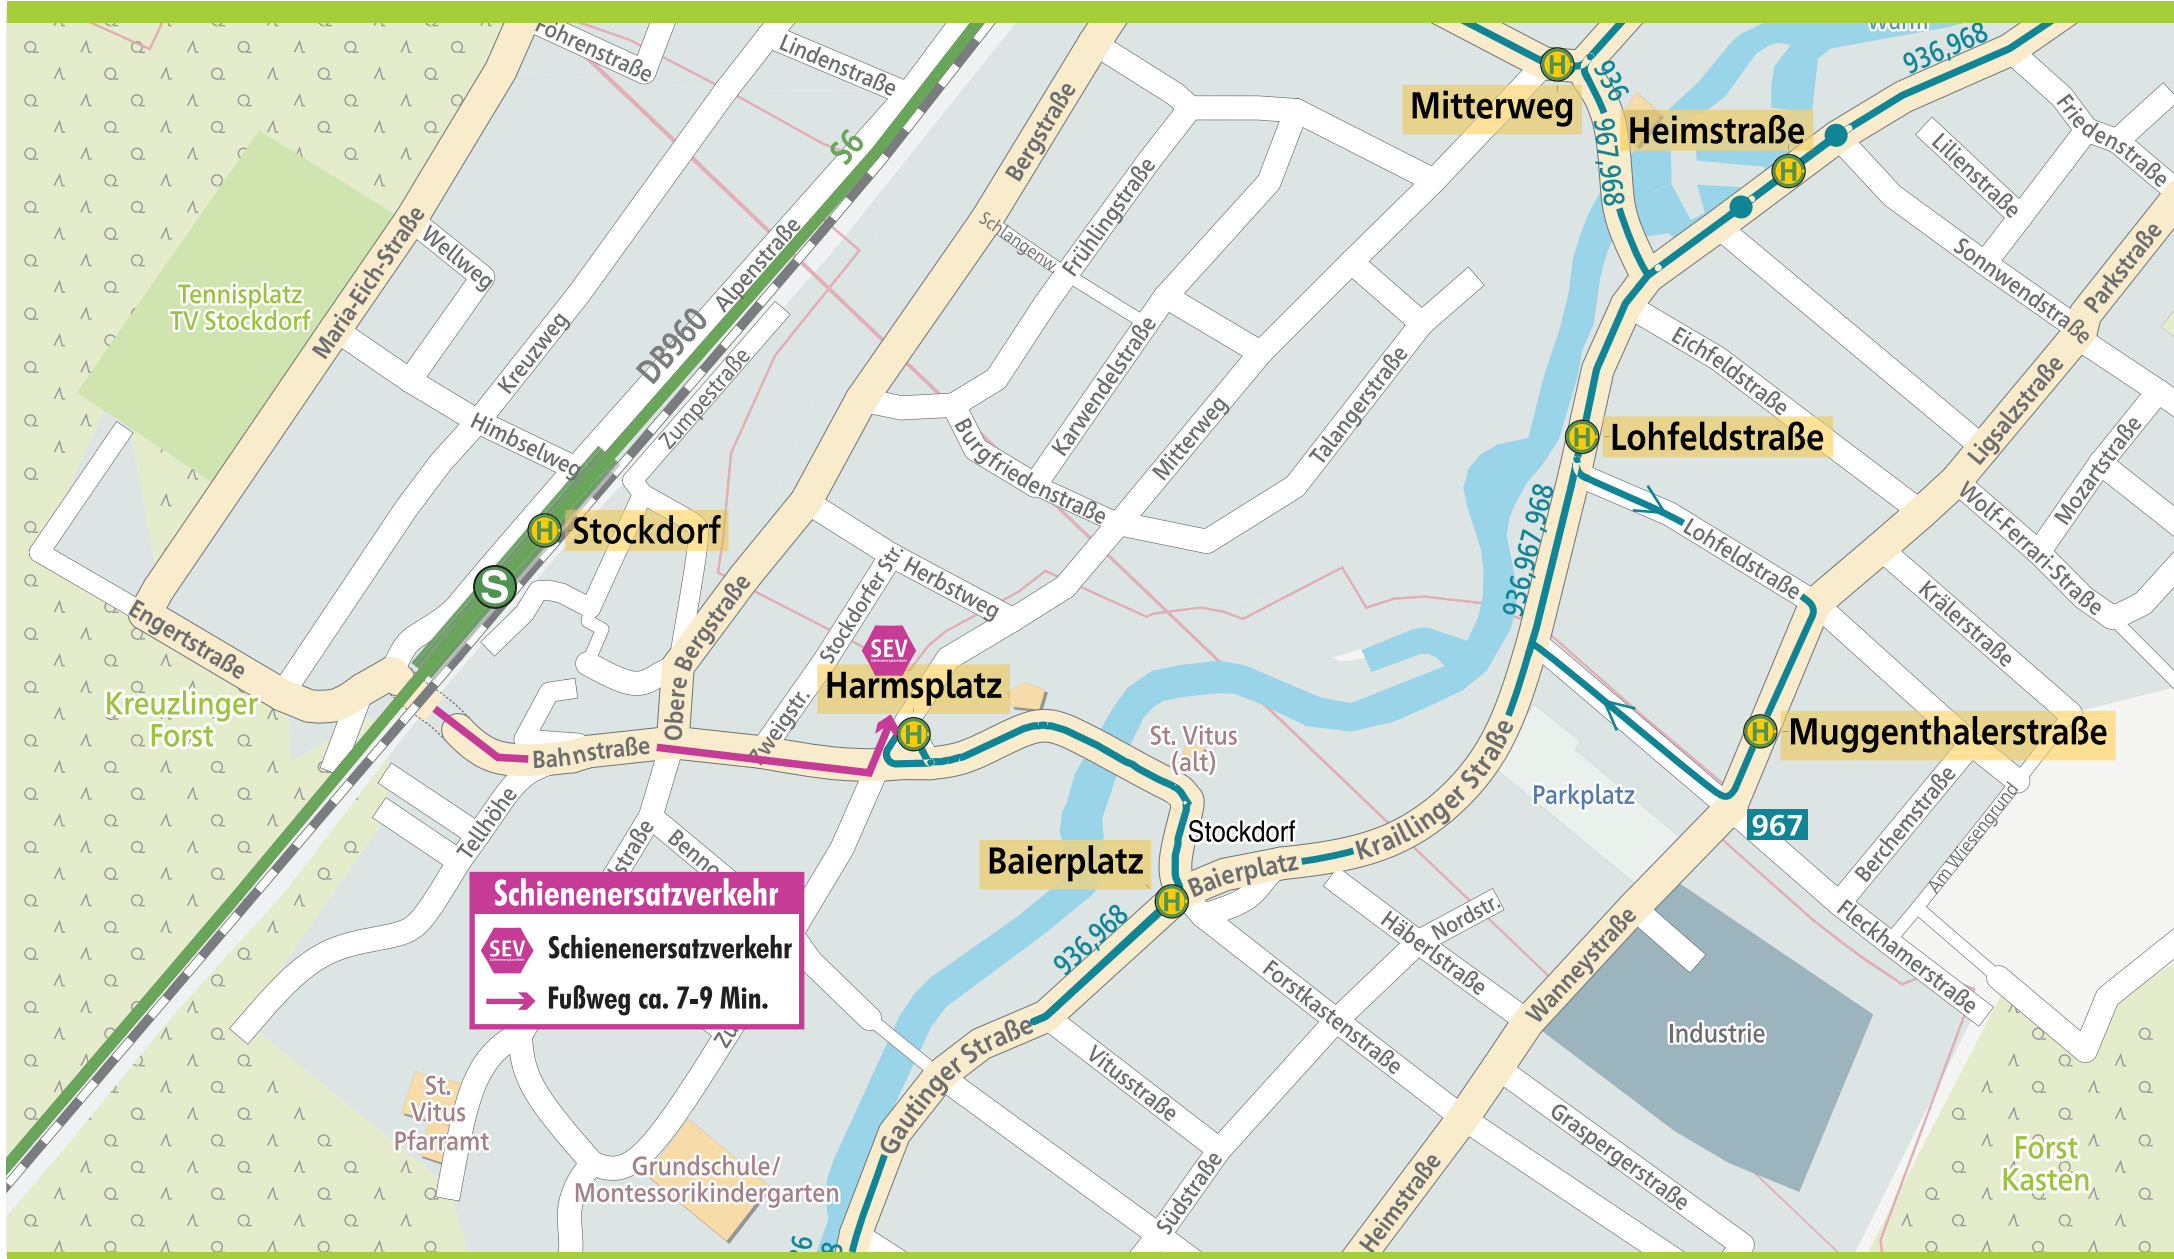 Würm
936,968
Föhrenstraße
Lindenstraße
S6
Bergstraße
Mitterweg
936
967,968
Heimstraße
Friedenstraße
Lilienstraße
Sonnwendstraße
Parkstraße
Maria-Eich-Straße
Wellweg
Tennisplatz
TV Stockdorf
Alpenstraße
DB960
Kreuzweg
Zumpestraße
Himbselweg
Schlangenw.
Frühlingstraße
Karwendelstraße
Mitterweg
Talangerstraße
Burgfriedenstraße
Eichfeldstraße
Ligsalzstraße
Mozartstraße
Wolf-Ferrari-Straße
Lohfeldstraße
Lohfeldstraße
936,967,968
H
Stockdorf
S
Engertstraße
Kreuzlinger
Forst
Obere Bergstraße
Stockdorfer Str.
Herbstweg
Zweigstr.
SEV
Harmsplatz
Bahnstraße
Krälerstraße
Muggenthalerstraße
967
St. Vitus
(alt)
Parkplatz
Stockdorf
Baierplatz
Baierplatz
Kraillinger Straße
Tellhöhe
Berchemstraße
Am Wiesengrund
Fleckhamerstraße
Schienenersatzverkehr
SEV
Schienenersatzverkehr
Fußweg ca. 7-9 Min.
936,968
Nordstr.
Häberlstraße
Forstkastenstraße
Wanneystraße
Industrie
Gautinger Straße
Vitusstraße
Südstraße
Heimstraße
Graspergerstraße
St.
Vitus
Pfarramt
Grundschule/
Montessorikindergarten
Forst
Kasten